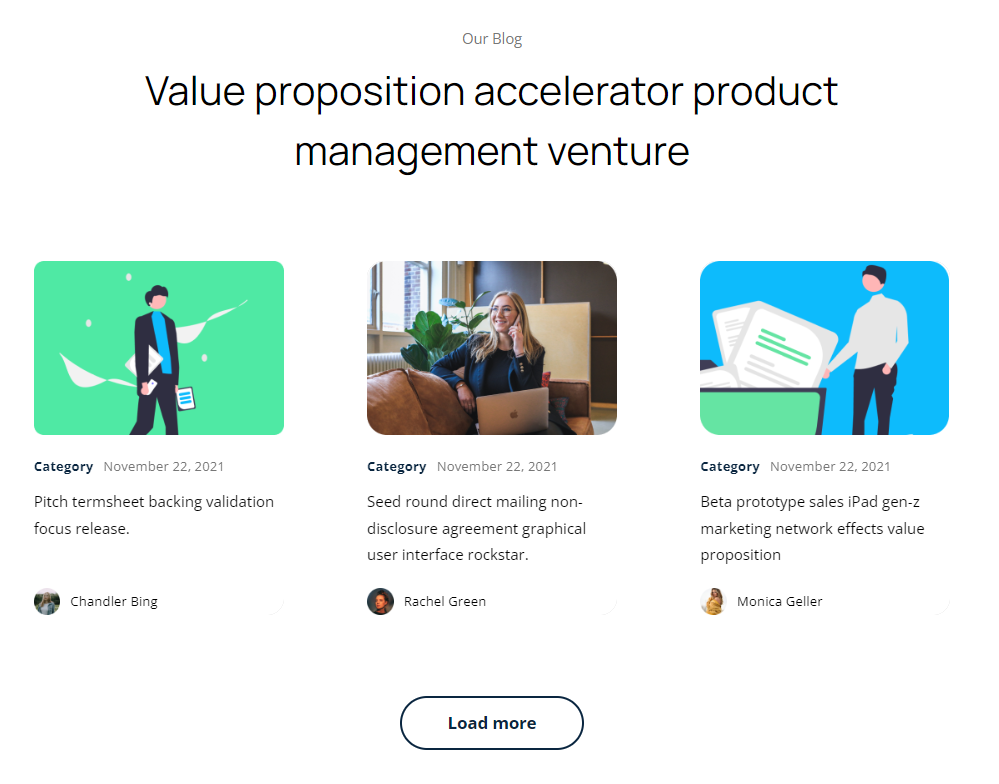 Our Blog
Value proposition accelerator product
management venture
Category November 22, 2021
Pitch termsheet backing validation
focus release.
Chandler Bing
Category November 22, 2021
Seed round direct mailing non-
disclosure agreement graphical
user interface rockstar.
Rachel Green
Category November 22, 2021
Beta prototype sales iPad gen-z
marketing network effects value
proposition
Monica Geller
Load more